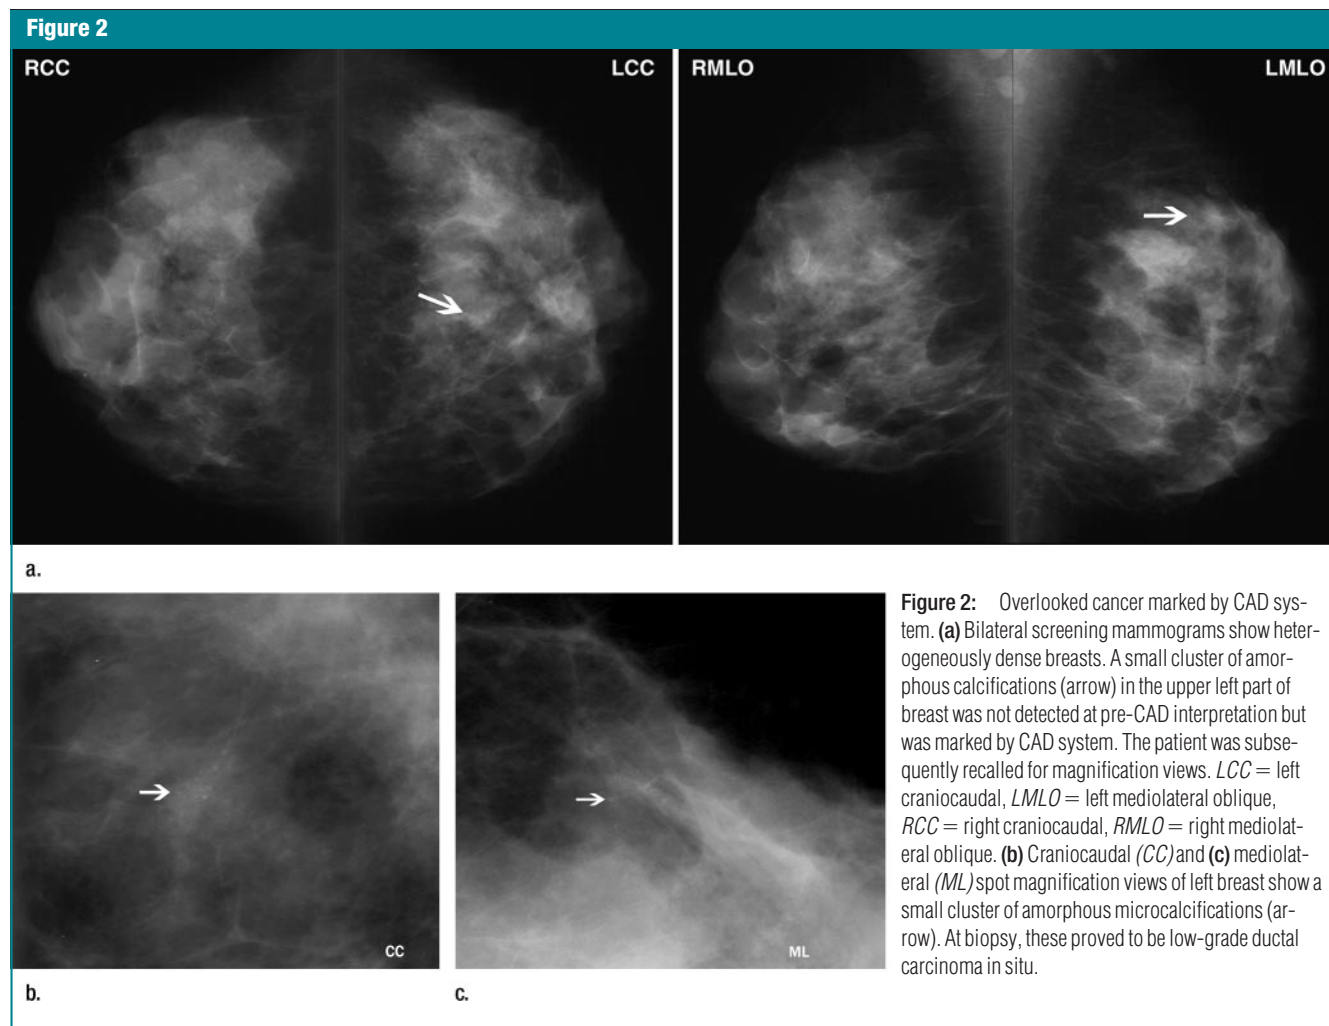 Figure 2
RCC
LCC
RMLO
LMLO
a.
CC
b.
ML
c.
Figure 2: Overlooked cancer marked by CAD sys-
tem. (a) Bilateral screening mammograms show heter-
ogeneously dense breasts. A small cluster of amor-
phous calcifications (arrow) in the upper left part of
breast was not detected at pre-CAD interpretation but
was marked by CAD system. The patient was subse-
quently recalled for magnification views. LCC = left
craniocaudal, LMLO = left mediolateral oblique,
RCC = right craniocaudal, RMLO = right mediolat-
eral oblique. (b) Craniocaudal (CC) and (c) mediolat-
eral (ML) spot magnification views of left breast show a
small cluster of amorphous microcalcifications (ar-
row). At biopsy, these proved to be low-grade ductal
carcinoma in situ.